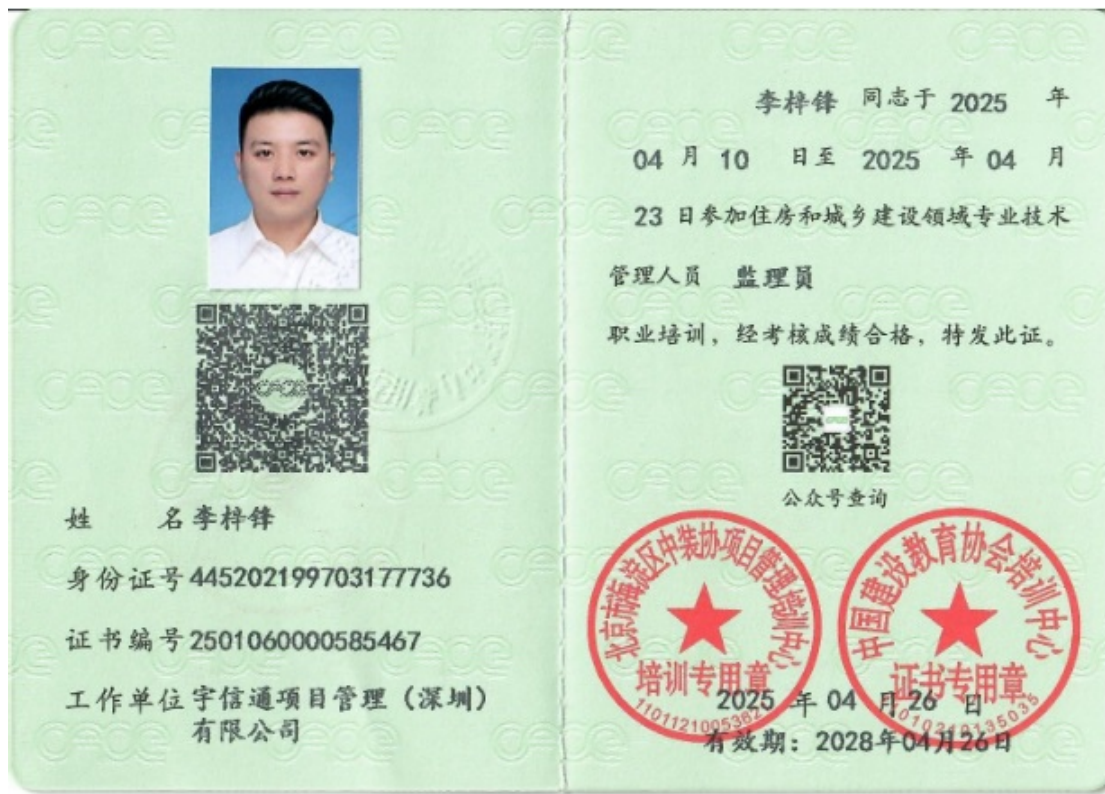 姓 名李梓锋
身份证号445202199703177736
证书编号2501060000585467
工作单位宇信通项目管理（深圳）
有限公司
李梓锋 同志于 2025 年
04 月 10 日至 2025 年 04 月
23 日参加住房和城乡建设领域专业技术
管理人员 监理员
职业培训，经考核成绩合格，特发此证。
公众号查询
北京市海淀区中装协项目管理培训中心
培训专用章
中国建设教育协会培训中心
证书专用章
2025 年 04 月 26 日
有效期：2028年04月26日